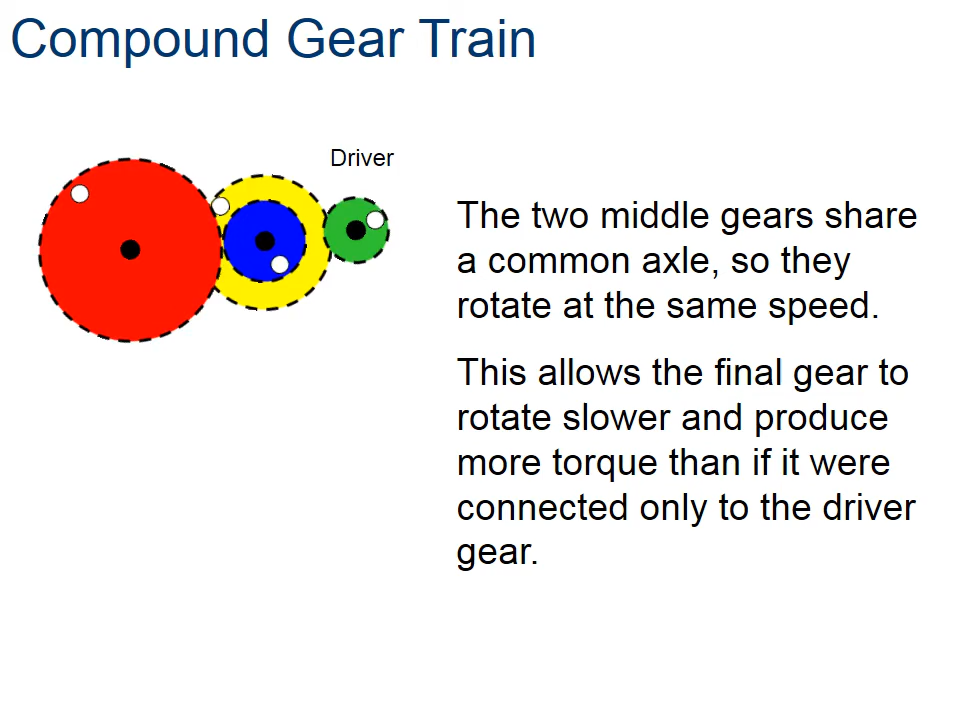 Compound Gear Train
Driver
The two middle gears share
a common axle, so they
rotate at the same speed.
This allows the final gear to
rotate slower and produce
more torque than if it were
connected only to the driver
gear.